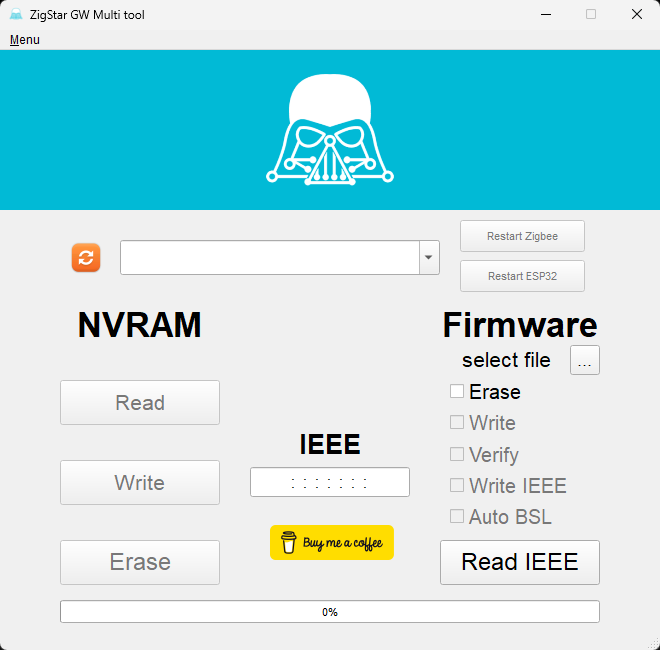 ZigStar GW Multi tool
Menu
Restart Zigbee
Restart ESP32
NVRAM
Firmware
select file
...
Erase
Read
Write
IEEE
Verify
Write
: : : : : : :
Write IEEE
Auto BSL
Buy me a coffee
Erase
Read IEEE
0%